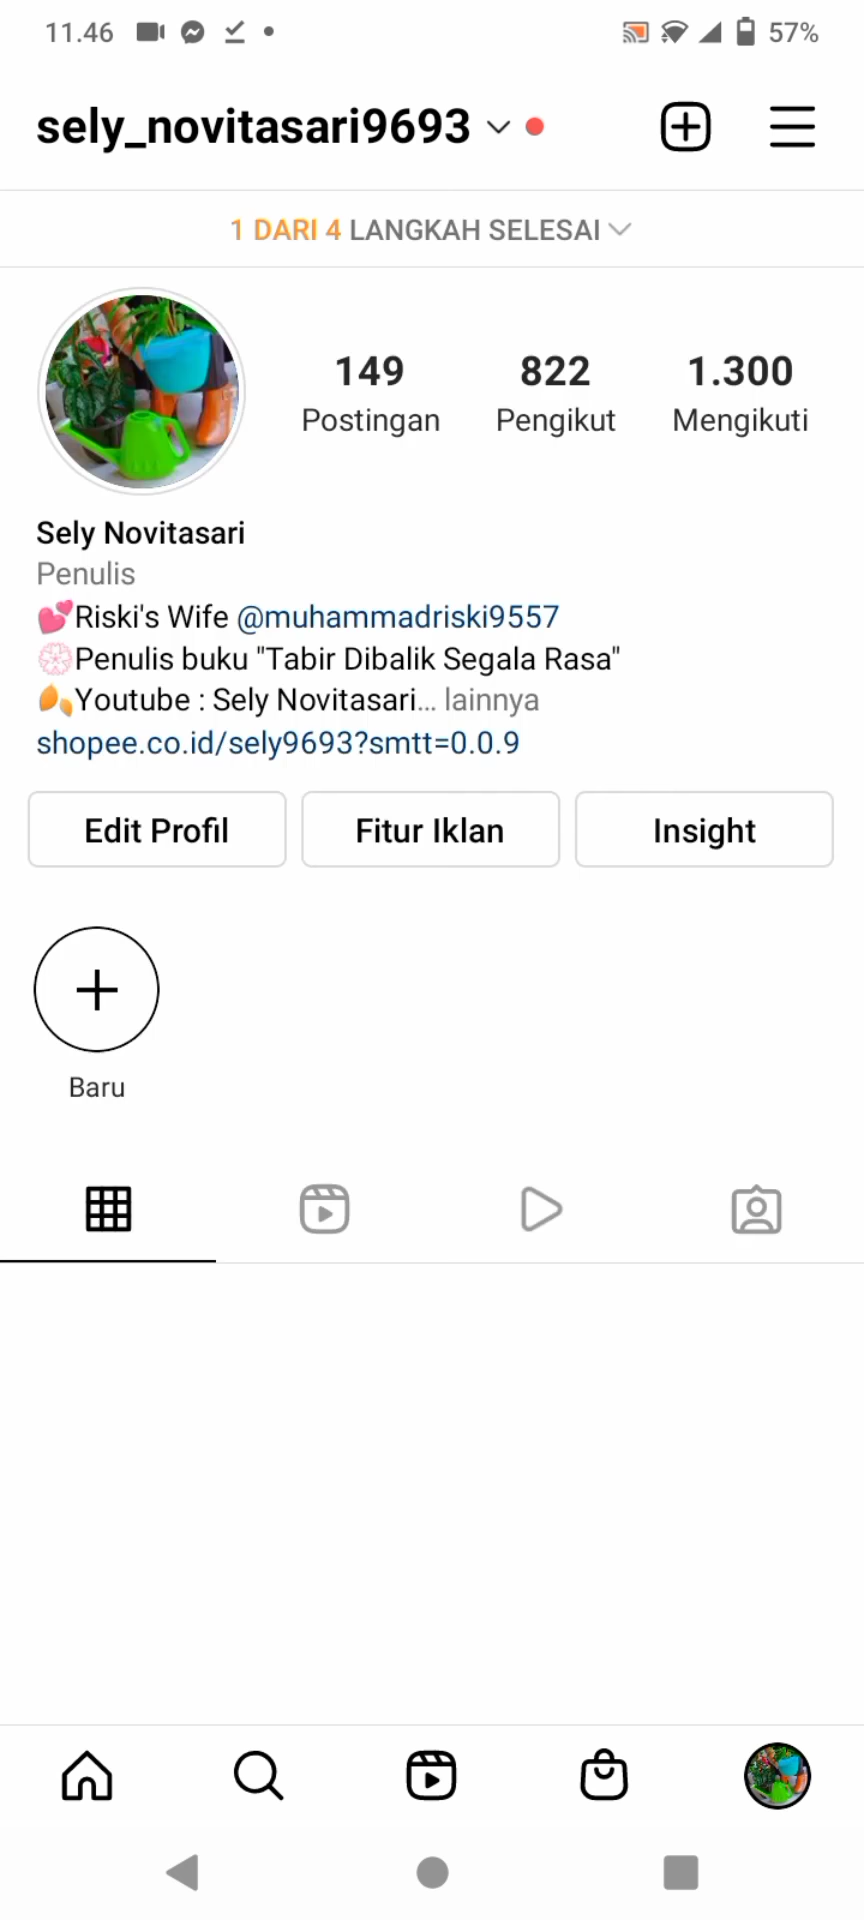 11.46 57%
sely_novitasari9693
1 DARI 4 LANGKAH SELESAI
149 822 1.300
Postingan Pengikut Mengikuti
Sely Novitasari
Penulis
💕Riski's Wife @muhammadriski9557
💮Penulis buku "Tabir Dibalik Segala Rasa"
🍂Youtube : Sely Novitasari... lainnya
shopee.co.id/sely9693?smtt=0.0.9
Edit Profil Fitur Iklan Insight
Baru